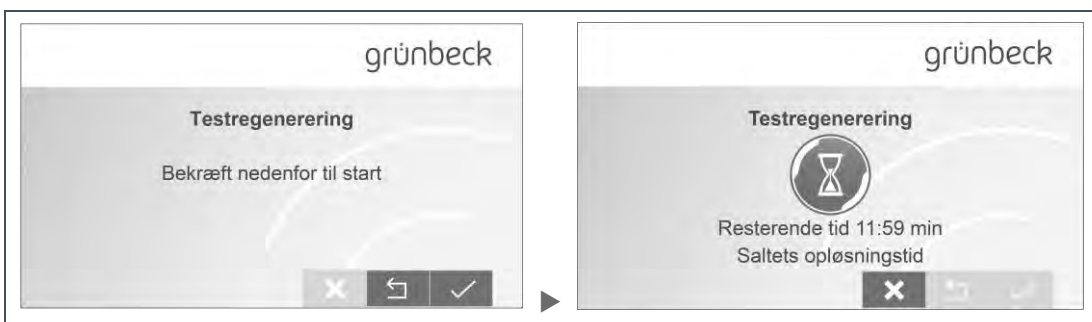 grünbeck
Testregenerering
Bekræft nedenfor til start
grünbeck
Testregenerering
Resterende tid 11:59 min
Saltets opløsningstid